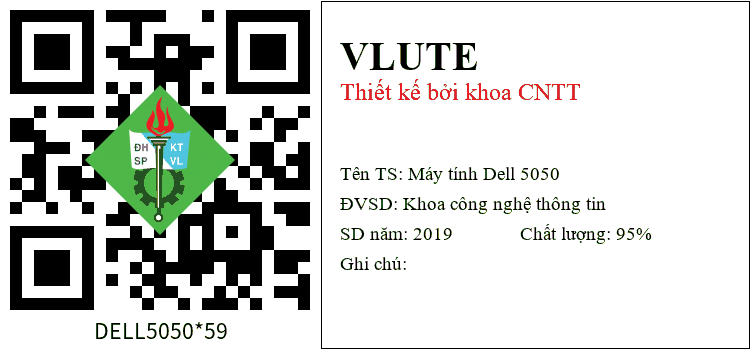 ĐH KT
SP VL
DELL5050*59
VLUTE
Thiết kế bởi khoa CNTT
Tên TS: Máy tính Dell 5050
ĐVSD: Khoa công nghệ thông tin
SD năm: 2019 Chất lượng: 95%
Ghi chú: